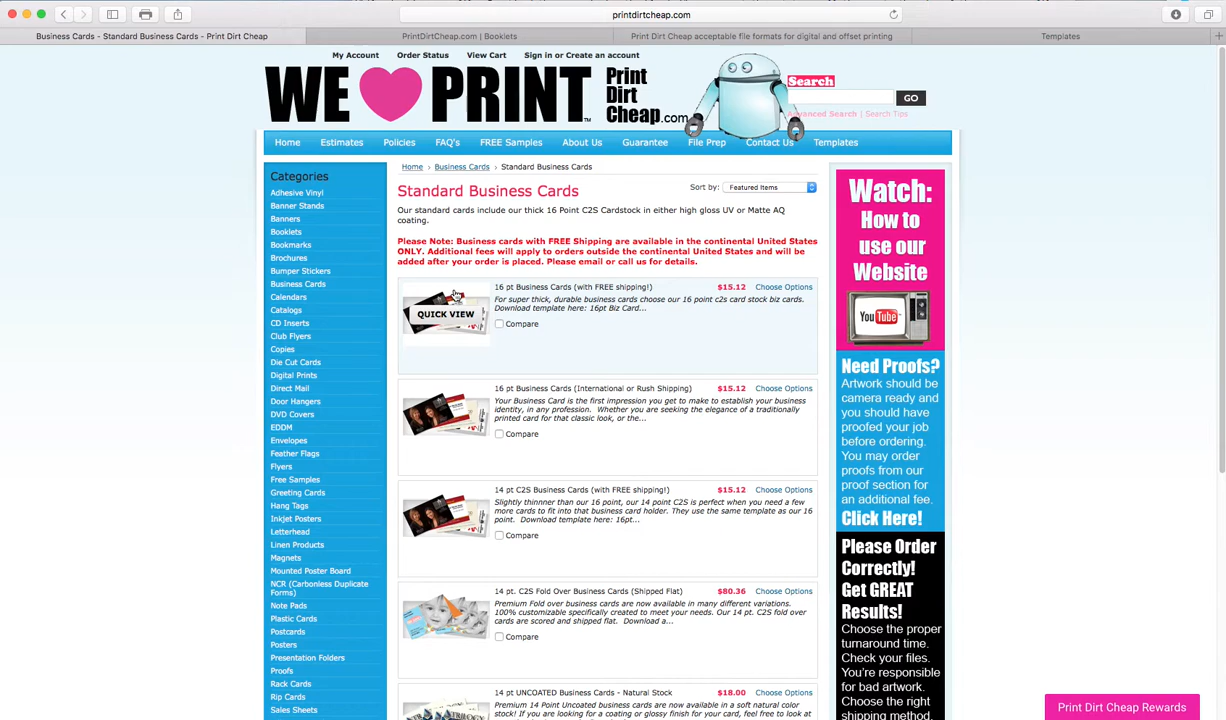 printdirtcheap.com
Business Cards - Standard Business Cards - Print Dirt Cheap
PrintDirtCheap.com | Booklets
Print Dirt Cheap acceptable file formats for digital and offset printing
Templates
My Account
Order Status
View Cart
Sign in or Create an account
WE PRINT
Print
Dirt
Cheap.com
Search
GO
Advanced Search | Search Tips
Home
Estimates
Policies
FAQ's
FREE Samples
About Us
Guarantee
File Prep
Contact Us
Templates
Categories
Adhesive Vinyl
Banner Stands
Banners
Booklets
Bookmarks
Brochures
Bumper Stickers
Business Cards
Calendars
Catalogs
CD Inserts
Club Flyers
Copies
Die Cut Cards
Digital Prints
Direct Mail
Door Hangers
DVD Covers
EDDM
Envelopes
Feather Flags
Flyers
Free Samples
Greeting Cards
Hang Tags
Inkjet Posters
Letterhead
Linen Products
Magnets
Mounted Poster Board
NCR (Carbonless Duplicate
Forms)
Note Pads
Plastic Cards
Postcards
Posters
Presentation Folders
Proofs
Rack Cards
Rip Cards
Sales Sheets
Home > Business Cards > Standard Business Cards
Standard Business Cards
Sort by:
Featured Items
Our standard cards include our thick 16 Point C2S Cardstock in either high gloss UV or Matte AQ
coating.
Please Note: Business cards with FREE Shipping are available in the continental United States
ONLY. Additional fees will apply to orders outside the continental United States and will be
added after your order is placed. Please email or call us for details.
QUICK VIEW
16 pt Business Cards (with FREE shipping!)
$15.12
Choose Options
For super thick, durable business cards choose our 16 point c2s card stock biz cards.
Download template here: 16pt Biz Card...
Compare
16 pt Business Cards (International or Rush Shipping)
$15.12
Choose Options
Your Business Card is the first impression you get to make to establish your business
identity, in any profession. Whether you are seeking the elegance of a traditionally
printed card for that classic look, or the...
Compare
14 pt C2S Business Cards (with FREE shipping!)
$15.12
Choose Options
Slightly thinnner than our 16 point, our 14 point C2S is perfect when you need a few
more cards to fit into that business card holder. They use the same template as our 16
point. Download template here: 16pt...
Compare
14 pt. C2S Fold Over Business Cards (Shipped Flat)
$80.36
Choose Options
Premium Fold over business cards are now available in many different variations.
100% customizable specifically created to meet your needs. Our 14 pt. C2S fold over
cards are scored and shipped flat. Download a...
Compare
14 pt UNCOATED Business Cards - Natural Stock
$18.00
Choose Options
Premium 14 Point Uncoated business cards are now available in a soft natural color
stock! If you are looking for a coating or glossy finish for your card, feel free to look at
Watch:
How to
use our
Website
You Tube
Need Proofs?
Artwork should be
camera ready and
you should have
proofed your job
before ordering.
You may order
proofs from our
proof section for
an additional fee.
Click Here!
Please Order
Correctly!
Get GREAT
Results!
Choose the proper
turnaround time.
Check your files.
You're responsible
for bad artwork.
Choose the right
shipping method.
Print Dirt Cheap Rewards